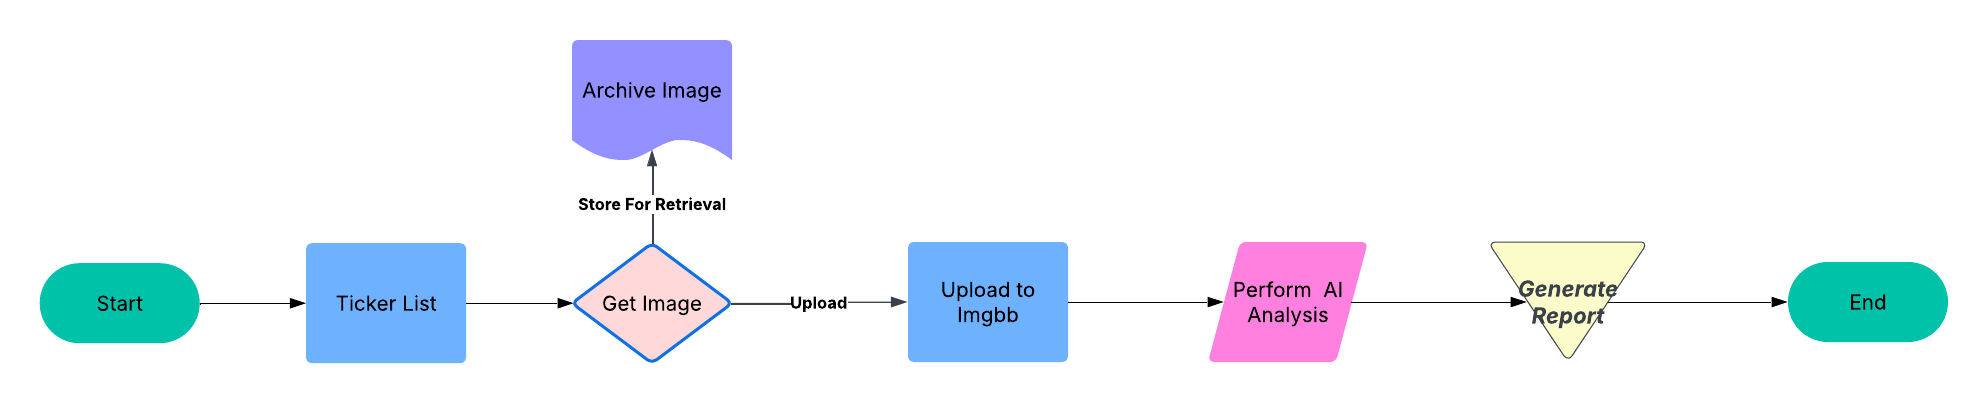 Archive Image
Store For Retrieval
Start
Ticker List
Get Image
Upload
Upload to
Imgbb
Perform  AI
Analysis
Generate
Report
End